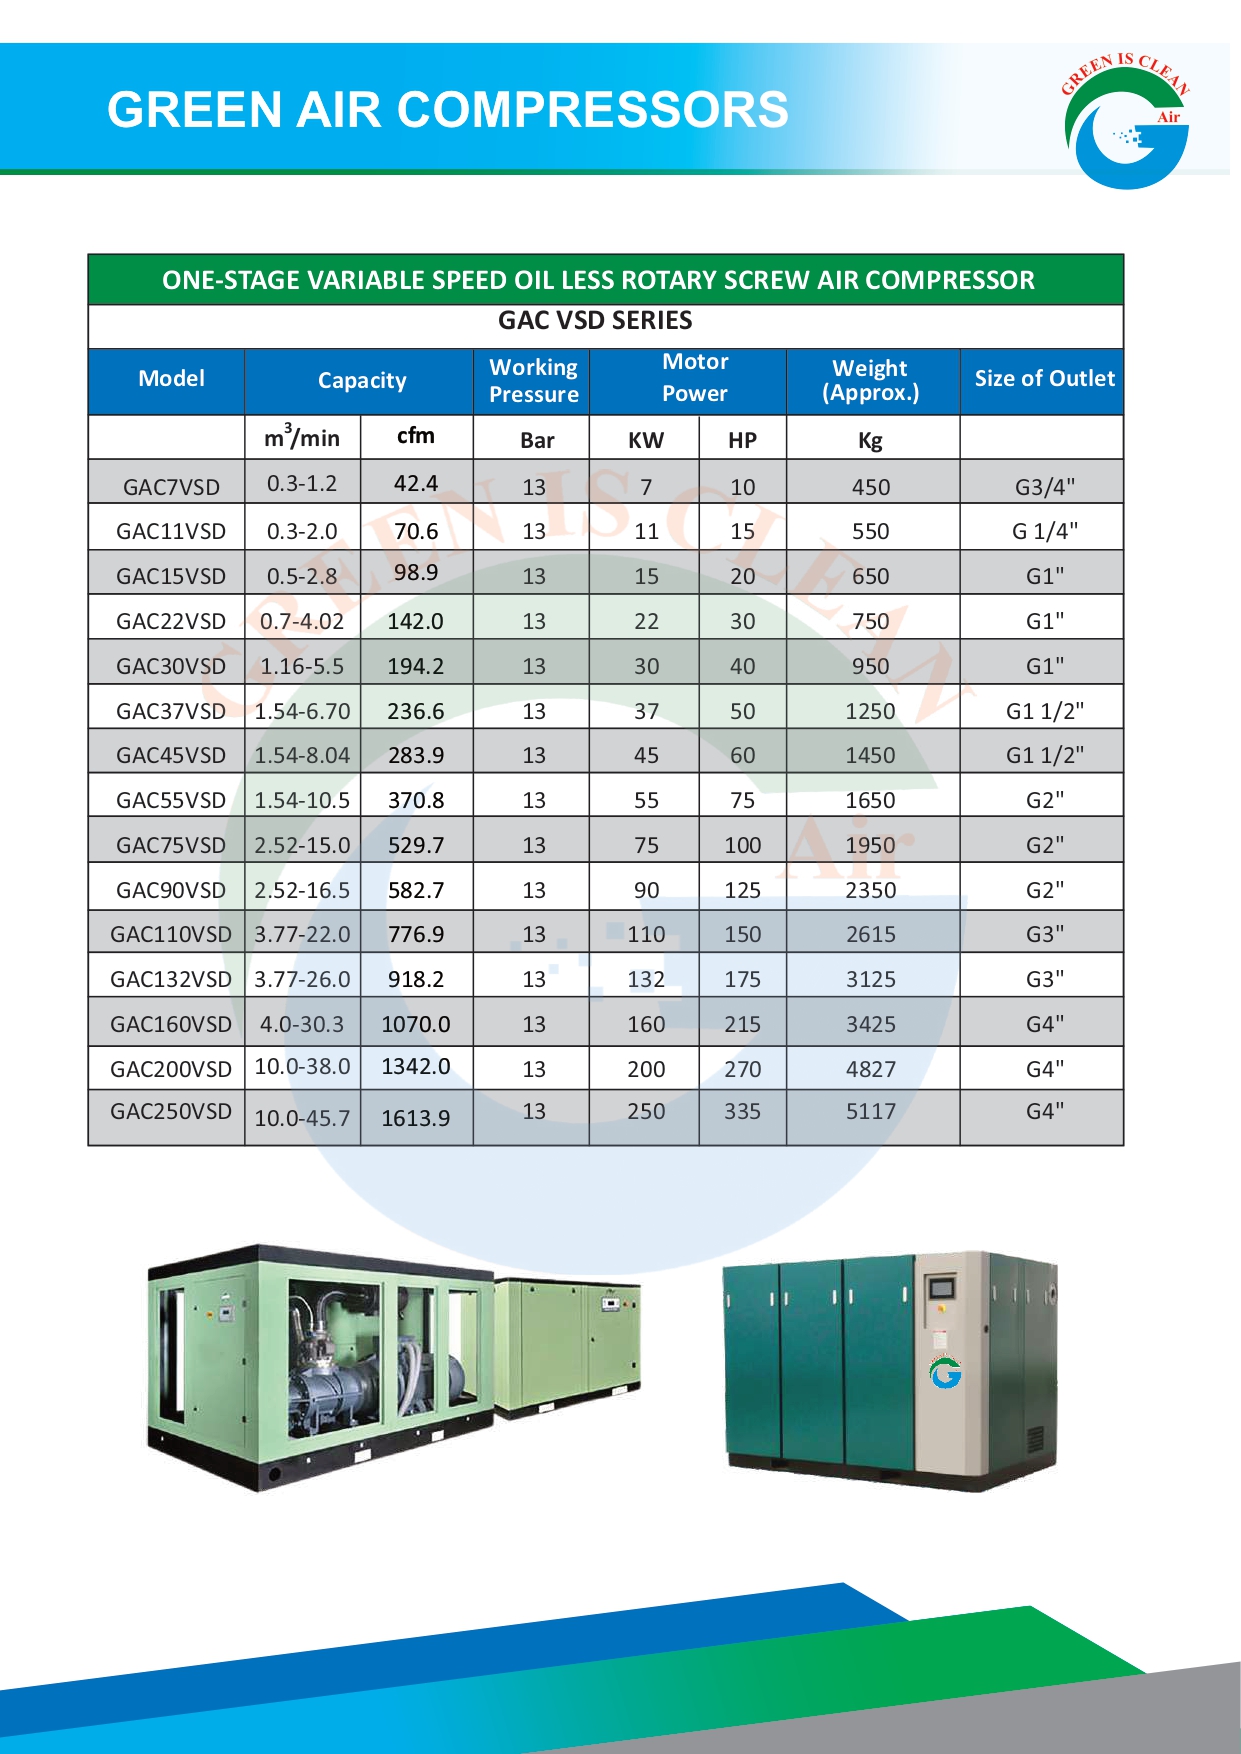 GREEN AIR COMPRESSORS
GREEN IS CLEAN
Air
ONE-STAGE VARIABLE SPEED OIL LESS ROTARY SCREW AIR COMPRESSOR
GAC VSD SERIES
Model Capacity Working Pressure Motor Power Weight (Approx.) Size of Outlet
m³/min cfm Bar KW HP Kg
GAC7VSD 0.3-1.2 42.4 13 7 10 450 G3/4"
GAC11VSD 0.3-2.0 70.6 13 11 15 550 G 1/4"
GAC15VSD 0.5-2.8 98.9 13 15 20 650 G1"
GAC22VSD 0.7-4.02 142.0 13 22 30 750 G1"
GAC30VSD 1.16-5.5 194.2 13 30 40 950 G1"
GAC37VSD 1.54-6.70 236.6 13 37 50 1250 G1 1/2"
GAC45VSD 1.54-8.04 283.9 13 45 60 1450 G1 1/2"
GAC55VSD 1.54-10.5 370.8 13 55 75 1650 G2"
GAC75VSD 2.52-15.0 529.7 13 75 100 1950 G2"
GAC90VSD 2.52-16.5 582.7 13 90 125 2350 G2"
GAC110VSD 3.77-22.0 776.9 13 110 150 2615 G3"
GAC132VSD 3.77-26.0 918.2 13 132 175 3125 G3"
GAC160VSD 4.0-30.3 1070.0 13 160 215 3425 G4"
GAC200VSD 10.0-38.0 1342.0 13 200 270 4827 G4"
GAC250VSD 10.0-45.7 1613.9 13 250 335 5117 G4"
GREEN IS CLEAN
Air